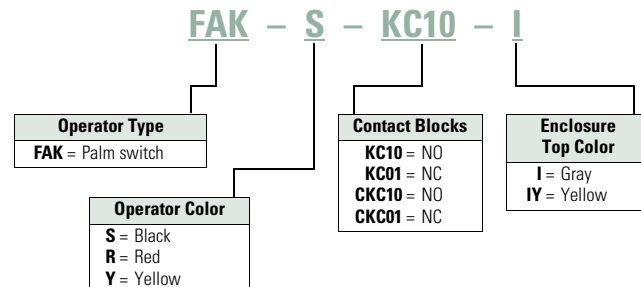 FAK – S – KC10 – I
Operator Type
FAK = Palm switch
Operator Color
S = Black
R = Red
Y = Yellow
Contact Blocks
KC10 = NO
KC01 = NC
CKC10 = NO
CKC01 = NC
Enclosure
Top Color
I = Gray
IY = Yellow